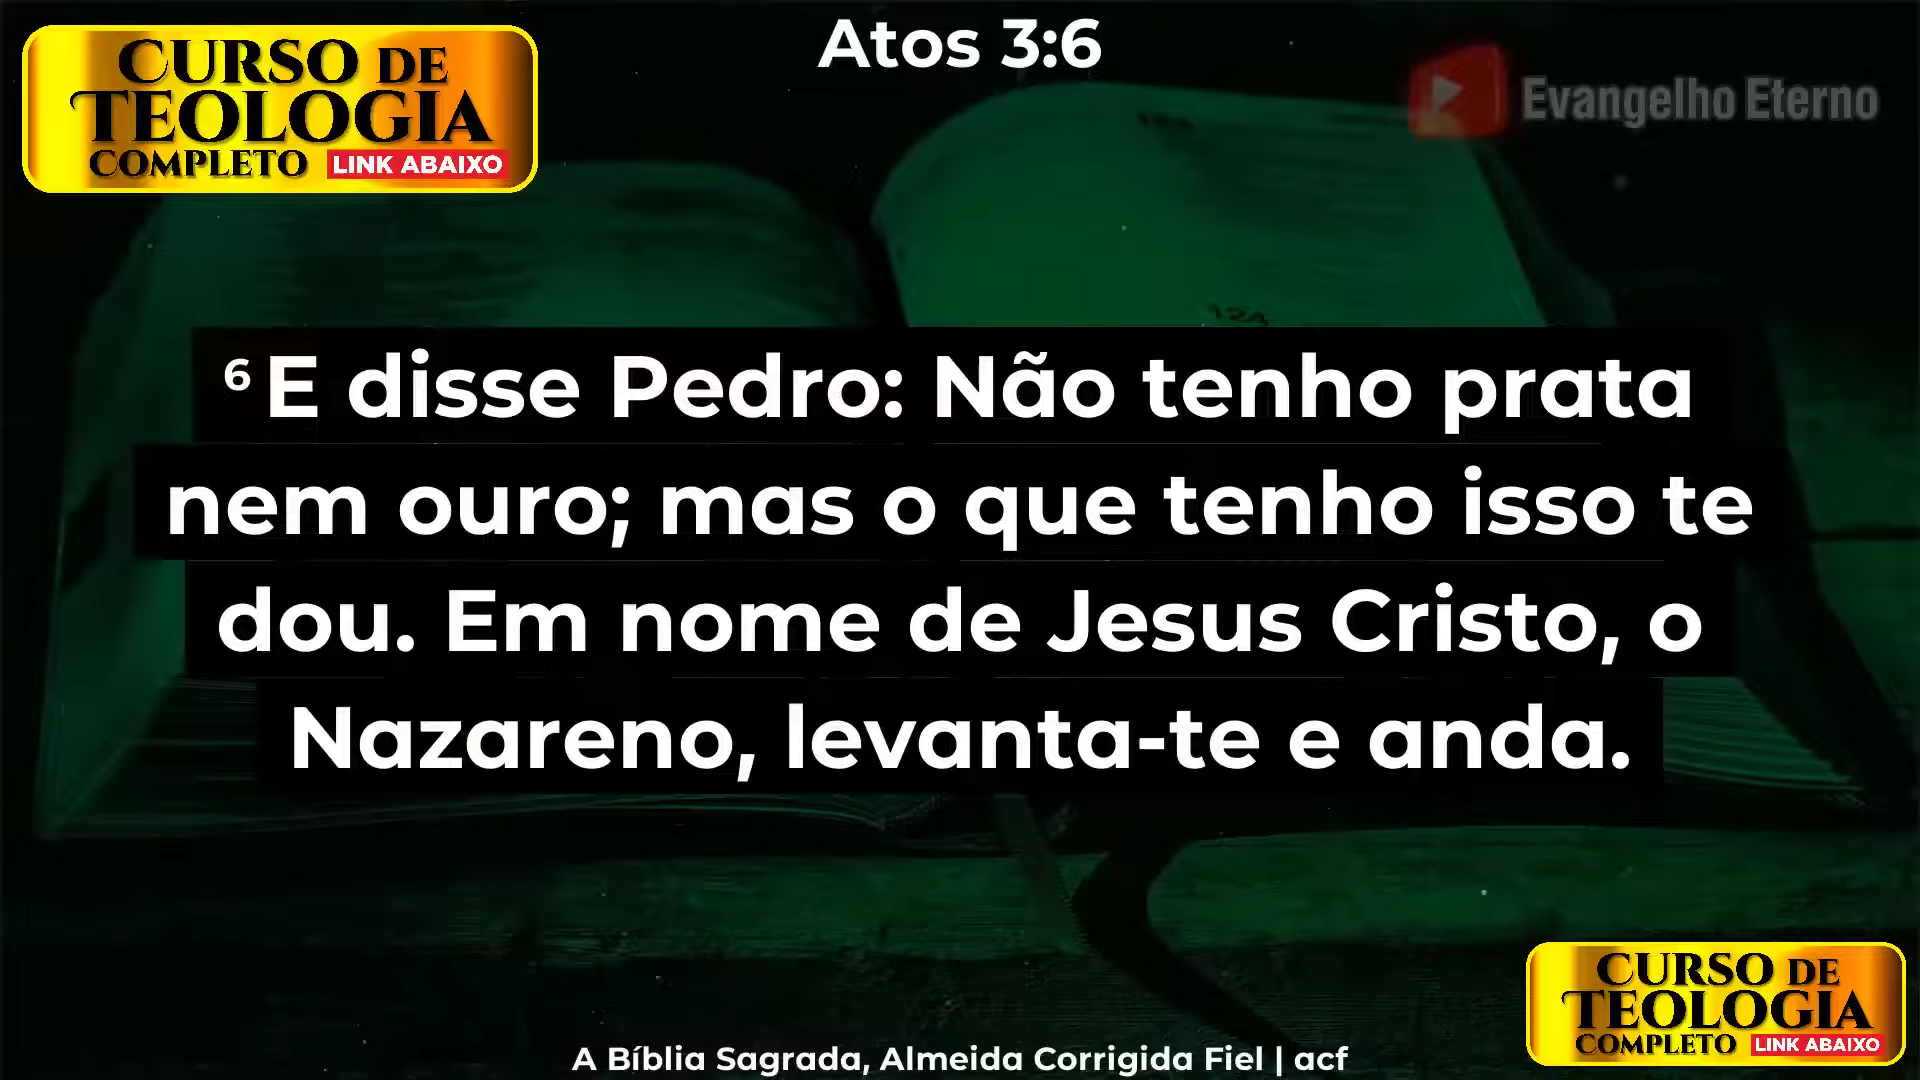 CURSO DE
TEOLOGIA
COMPLETO LINK ABAIXO
Atos 3:6
Evangelho Eterno
124
6 E disse Pedro: Não tenho prata
nem ouro; mas o que tenho isso te
dou. Em nome de Jesus Cristo, o
Nazareno, levanta-te e anda.
CURSO DE
TEOLOGIA
COMPLETO LINK ABAIXO
A Bíblia Sagrada, Almeida Corrigida Fiel | acf